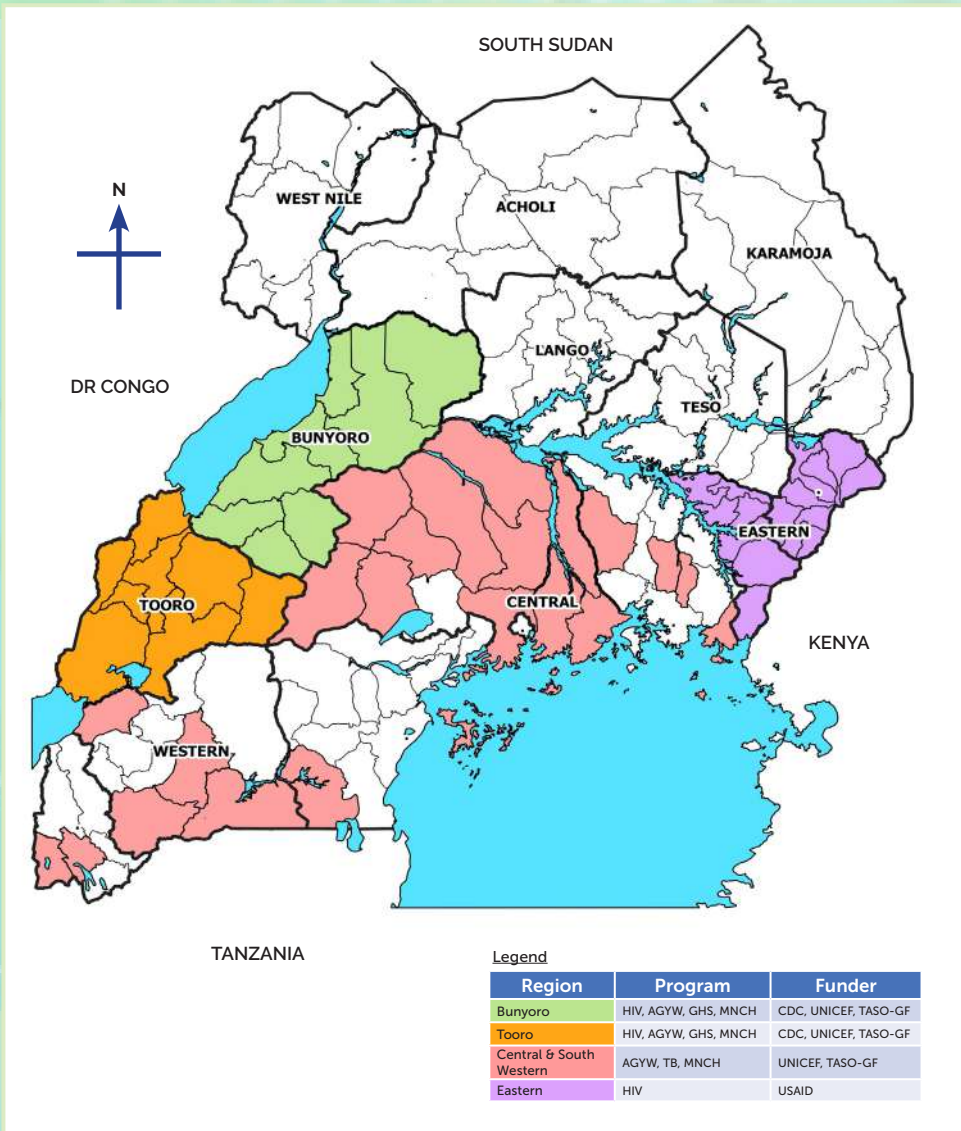 SOUTH SUDAN
N
WEST NILE
ACHOLI
KARAMOJA
LANGO
DR CONGO
TESO
BUNYORO
EASTERN
TOORO
CENTRAL
KENYA
WESTERN
TANZANIA
Legend
Region Program Funder
Bunyoro HIV, AGYW, GHS, MNCH CDC, UNICEF, TASO-GF
Tooro HIV, AGYW, GHS, MNCH CDC, UNICEF, TASO-GF
Central & South
Western AGYW, TB, MNCH UNICEF, TASO-GF
Eastern HIV USAID